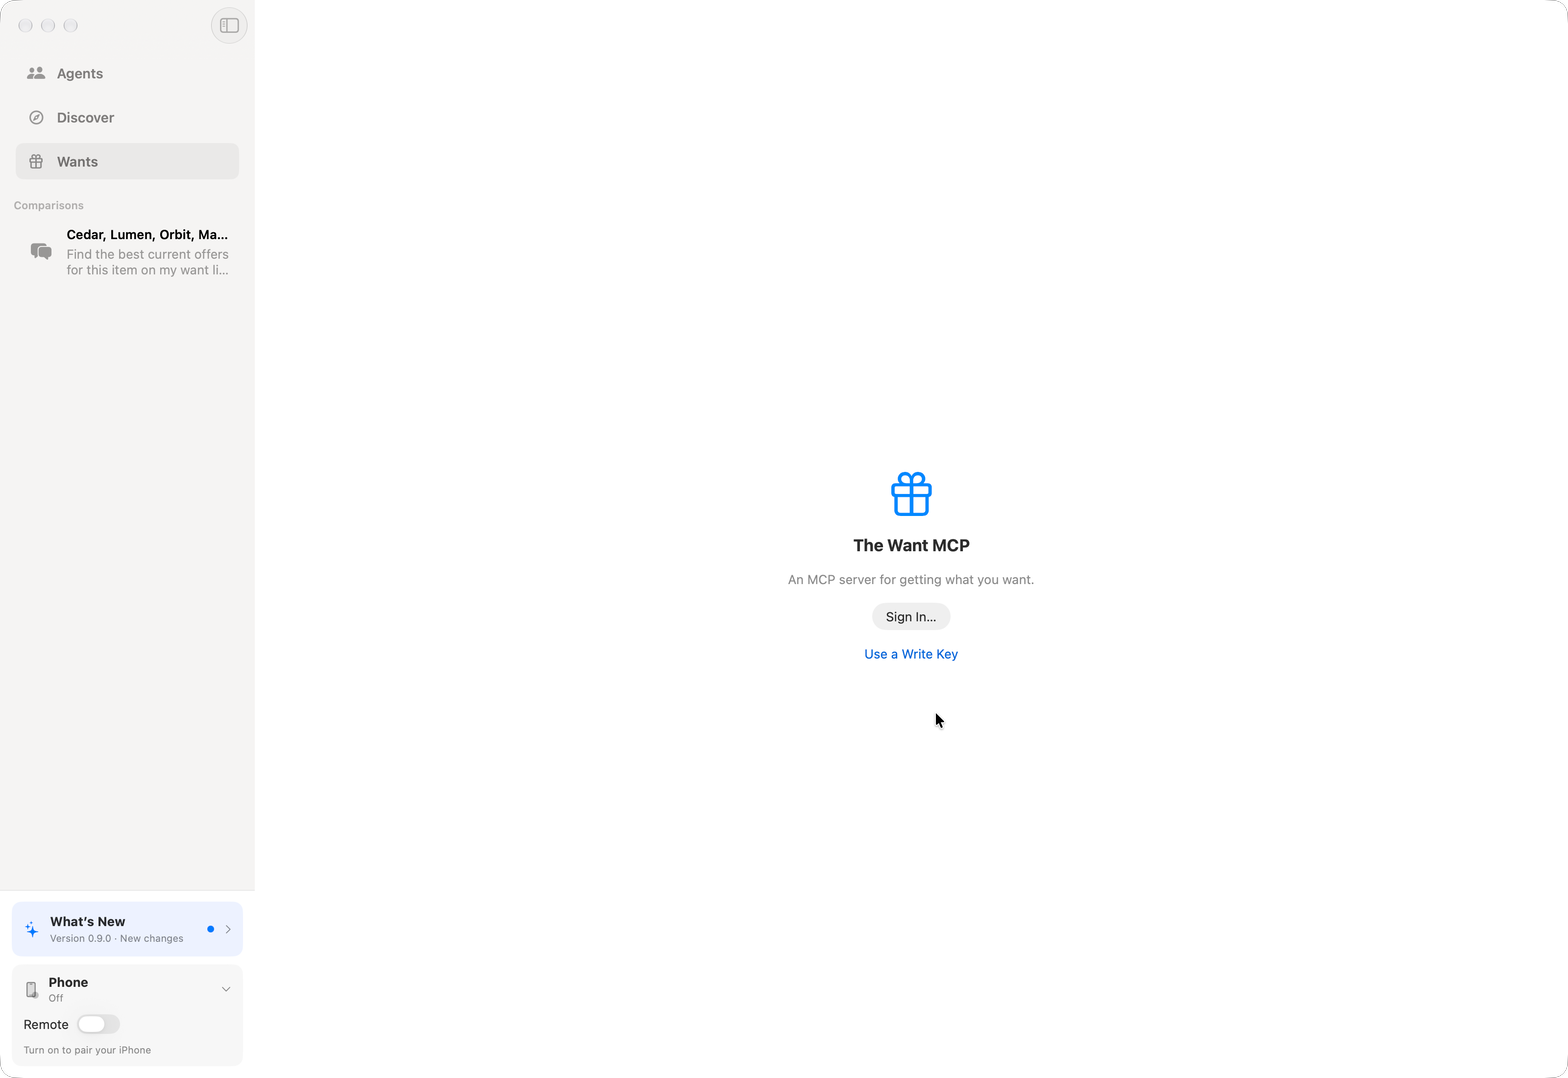 Agents
Discover
Wants
Comparisons
Cedar, Lumen, Orbit, Ma...
Find the best current offers
for this item on my want li...
The Want MCP
An MCP server for getting what you want.
Sign In...
Use a Write Key
What's New
Version 0.9.0 · New changes
Phone
Off
Remote
Turn on to pair your iPhone